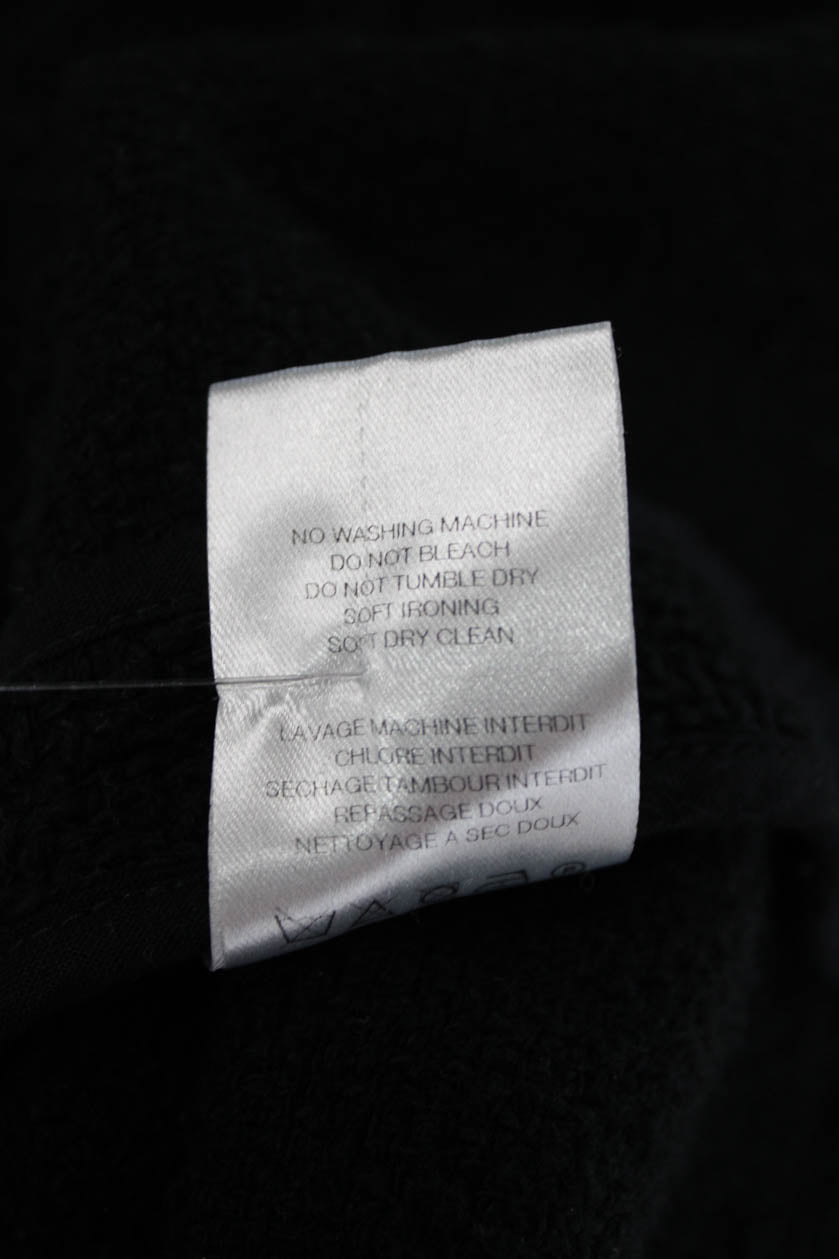 NO WASHING MACHINE
DO NOT BLEACH
DO NOT TUMBLE DRY
SOFT IRONING
SOFT DRY CLEAN
LAVAGE MACHINE INTERDIT
CHLORE INTERDIT
SECHAGE TAMBOUR INTERDIT
REPASSAGE DOUX
NETTOYAGE A SEC DOUX